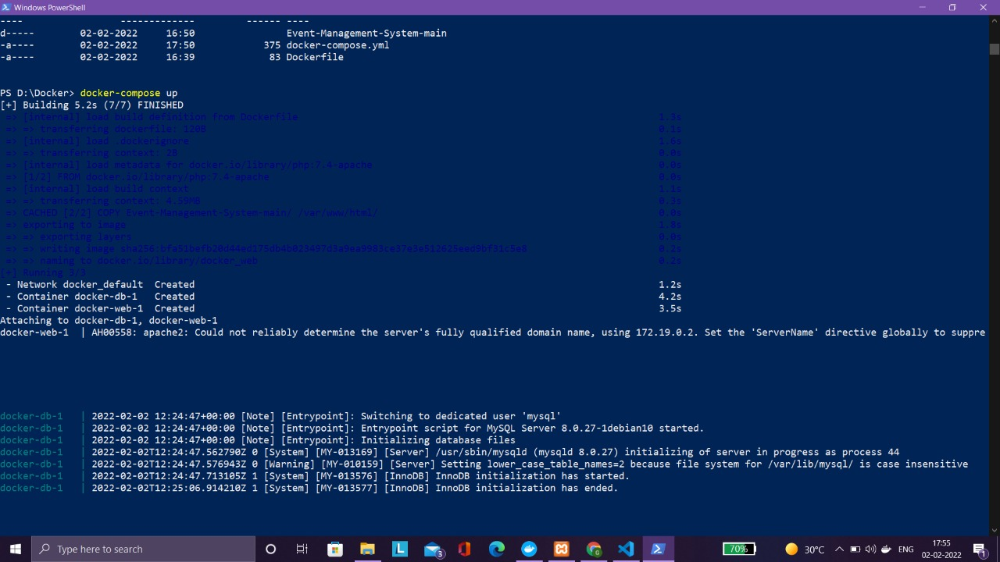 Windows PowerShell
---- ------------- ------ ----
d----- 02-02-2022 16:50 Event-Management-System-main
-a---- 02-02-2022 17:50 375 docker-compose.yml
-a---- 02-02-2022 16:39 83 Dockerfile
PS D:\Docker> docker-compose up
[+] Building 5.2s (7/7) FINISHED
=> [internal] load build definition from Dockerfile 1.3s
=> => transferring dockerfile: 120B 0.1s
=> [internal] load .dockerignore 1.6s
=> => transferring context: 2B 0.0s
=> [internal] load metadata for docker.io/library/php:7.4-apache 0.0s
=> [1/2] FROM docker.io/library/php:7.4-apache 0.0s
=> [internal] load build context 1.1s
=> => transferring context: 4.59MB 0.3s
=> CACHED [2/2] COPY Event-Management-System-main/ /var/www/html/ 0.0s
=> exporting to image 1.8s
=> => exporting layers 0.0s
=> => writing image 0.2s
=> => naming to docker.io/library/docker_web 0.2s
[+] Running 3/3
- Network docker_default Created 1.2s
- Container docker-db-1 Created 4.2s
- Container docker-web-1 Created 3.5s
Attaching to docker-db-1, docker-web-1
docker-web-1 | AH00558: apache2: Could not reliably determine the server's fully qualified domain name, using 172.19.0.2. Set the 'ServerName' directive globally to suppre
docker-db-1 | 2022-02-02 12:24:47+00:00 [Note] [Entrypoint]: Switching to dedicated user 'mysql'
docker-db-1 | 2022-02-02 12:24:47+00:00 [Note] [Entrypoint]: Entrypoint script for MySQL Server 8.0.27-1debian10 started.
docker-db-1 | 2022-02-02 12:24:47+00:00 [Note] [Entrypoint]: Initializing database files
docker-db-1 | 2022-02-02T12:24:47.562790Z 0 [System] [MY-013169] [Server] /usr/sbin/mysqld (mysqld 8.0.27) initializing of server in progress as process 44
docker-db-1 | 2022-02-02T12:24:47.576943Z 0 [Warning] [MY-010159] [Server] Setting lower_case_table_names=2 because file system for /var/lib/mysql/ is case insensitive
docker-db-1 | 2022-02-02T12:24:47.713105Z 1 [System] [MY-013576] [InnoDB] InnoDB initialization has started.
docker-db-1 | 2022-02-02T12:25:06.914210Z 1 [System] [MY-013577] [InnoDB] InnoDB initialization has ended.
Type here to search
L
3
70%
30°C
ENG
17:55
02-02-2022
1